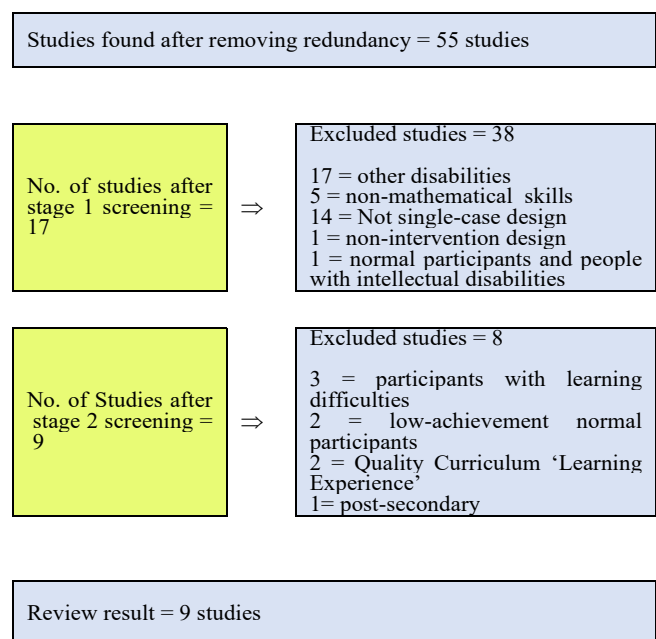 Studies found after removing redundancy = 55 studies
No. of studies after
stage 1 screening =
17
⇒
Excluded studies = 38
17 = other disabilities
5 = non-mathematical skills
14 = Not single-case design
1 = non-intervention design
1 = normal participants and people
with intellectual disabilities
No. of Studies after
stage 2 screening =
9
⇒
Excluded studies = 8
3 = participants with learning
difficulties
2 = low-achievement normal
participants
2 = Quality Curriculum ‘Learning
Experience’
1= post-secondary
Review result = 9 studies